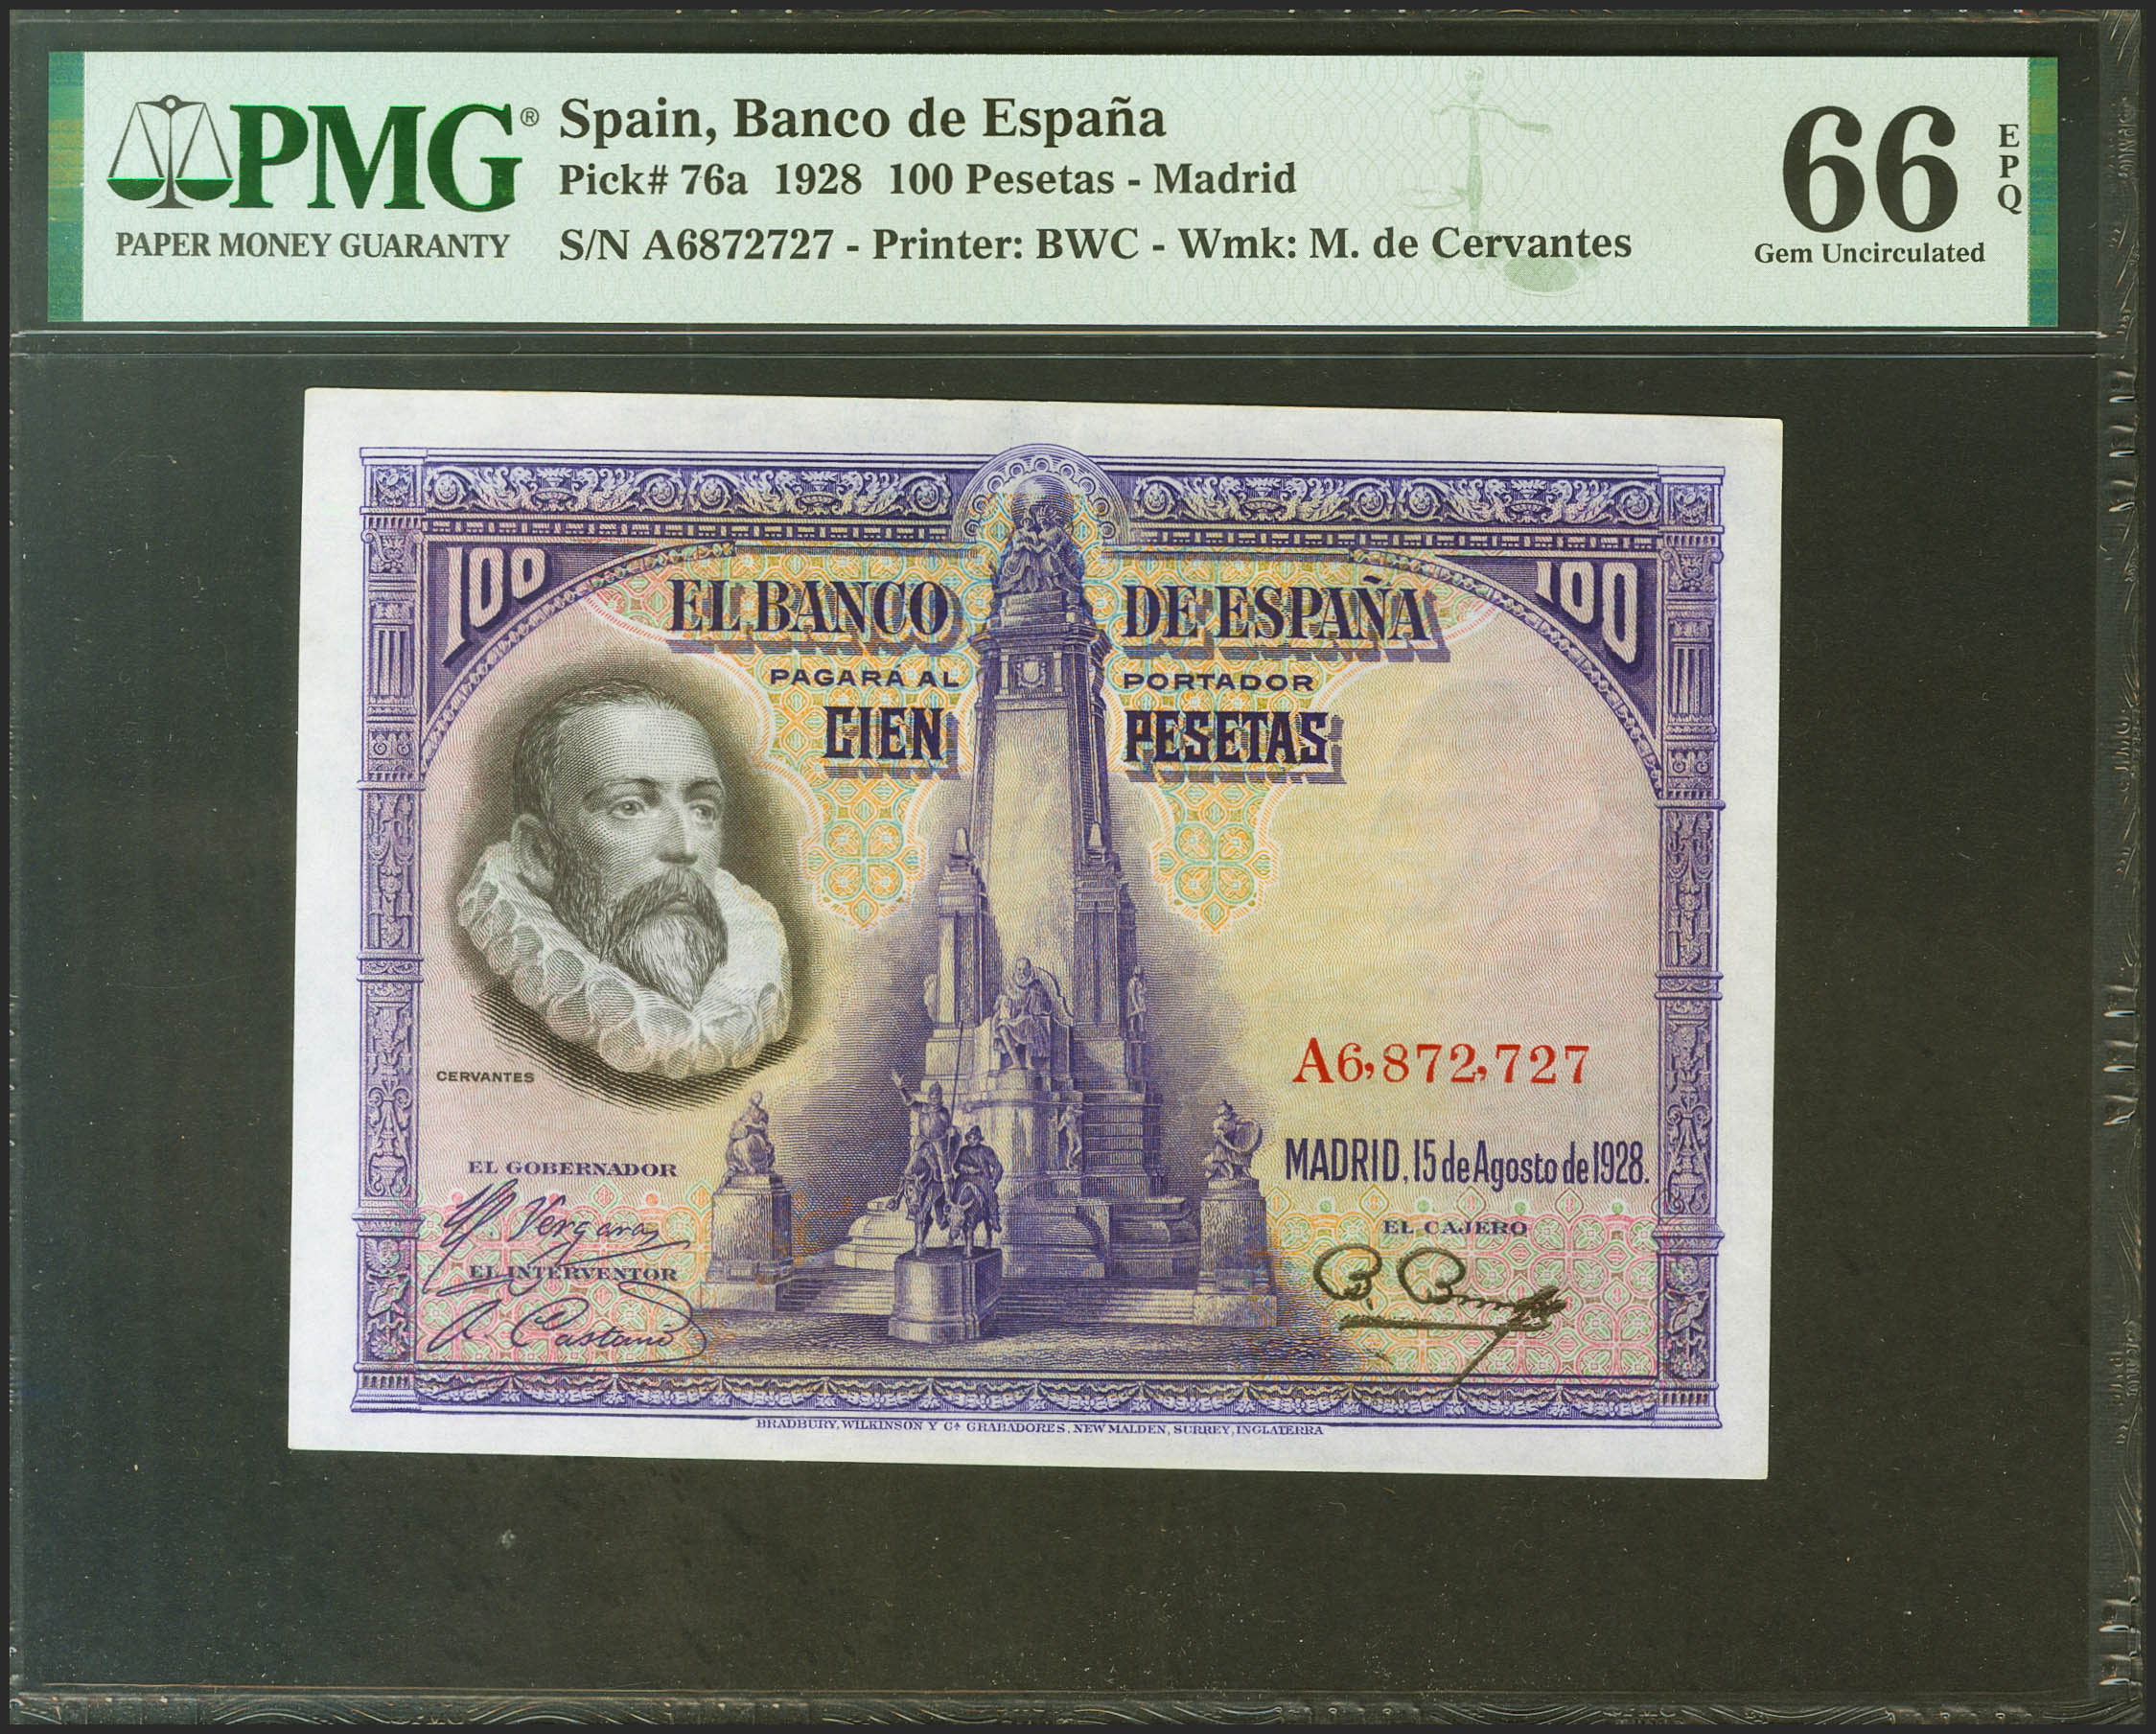 PMG®
PAPER MONEY GUARANTY
Spain, Banco de España
Pick# 76a 1928 100 Pesetas - Madrid
S/N A6872727 - Printer: BWC - Wmk: M. de Cervantes
66
EPQ
Gem Uncirculated
100
100
EL BANCO DE ESPAÑA
PAGARÁ AL PORTADOR
CIEN PESETAS
CERVANTES
A6,872,727
MADRID, 15 de Agosto de 1928.
EL GOBERNADOR
EL INTERVENTOR
EL CAJERO
BRADBURY, WILKINSON Y Cª GRABADORES, NEW MALDEN, SURREY, INGLATERRA